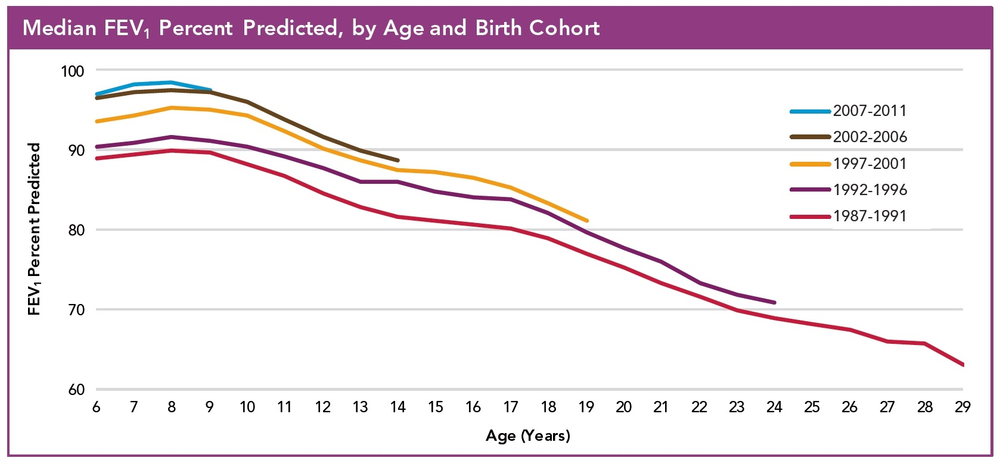 Median FEV₁ Percent Predicted, by Age and Birth Cohort
FEV₁ Percent Predicted
100
90
80
70
60
2007-2011
2002-2006
1997-2001
1992-1996
1987-1991
6 7 8 9 10 11 12 13 14 15 16 17 18 19 20 21 22 23 24 25 26 27 28 29
Age (Years)